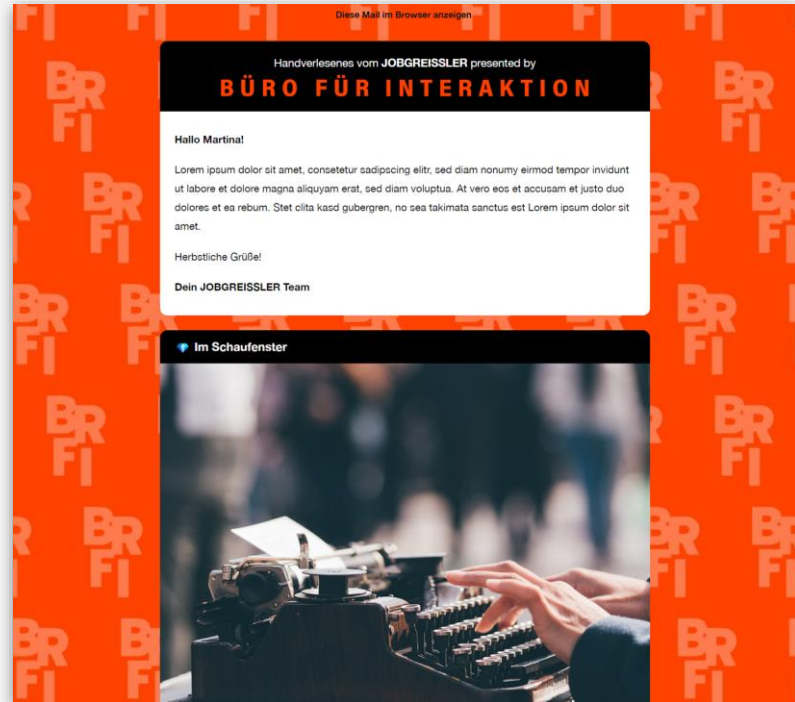 Diese Mail im Browser anzeigen
Handverlesenes vom JOBGREISSLER presented by
BÜRO FÜR INTERAKTION
Hallo Martina!
Lorem ipsum dolor sit amet, consetetur sadipscing elitr, sed diam nonumy eirmod tempor invidunt
ut labore et dolore magna aliquyam erat, sed diam voluptua. At vero eos et accusam et justo duo
dolores et ea rebum. Stet clita kasd gubergren, no sea takimata sanctus est Lorem ipsum dolor sit
amet.
Herbstliche Grüße!
Dein JOBGREISSLER Team
Im Schaufenster
BR
FI